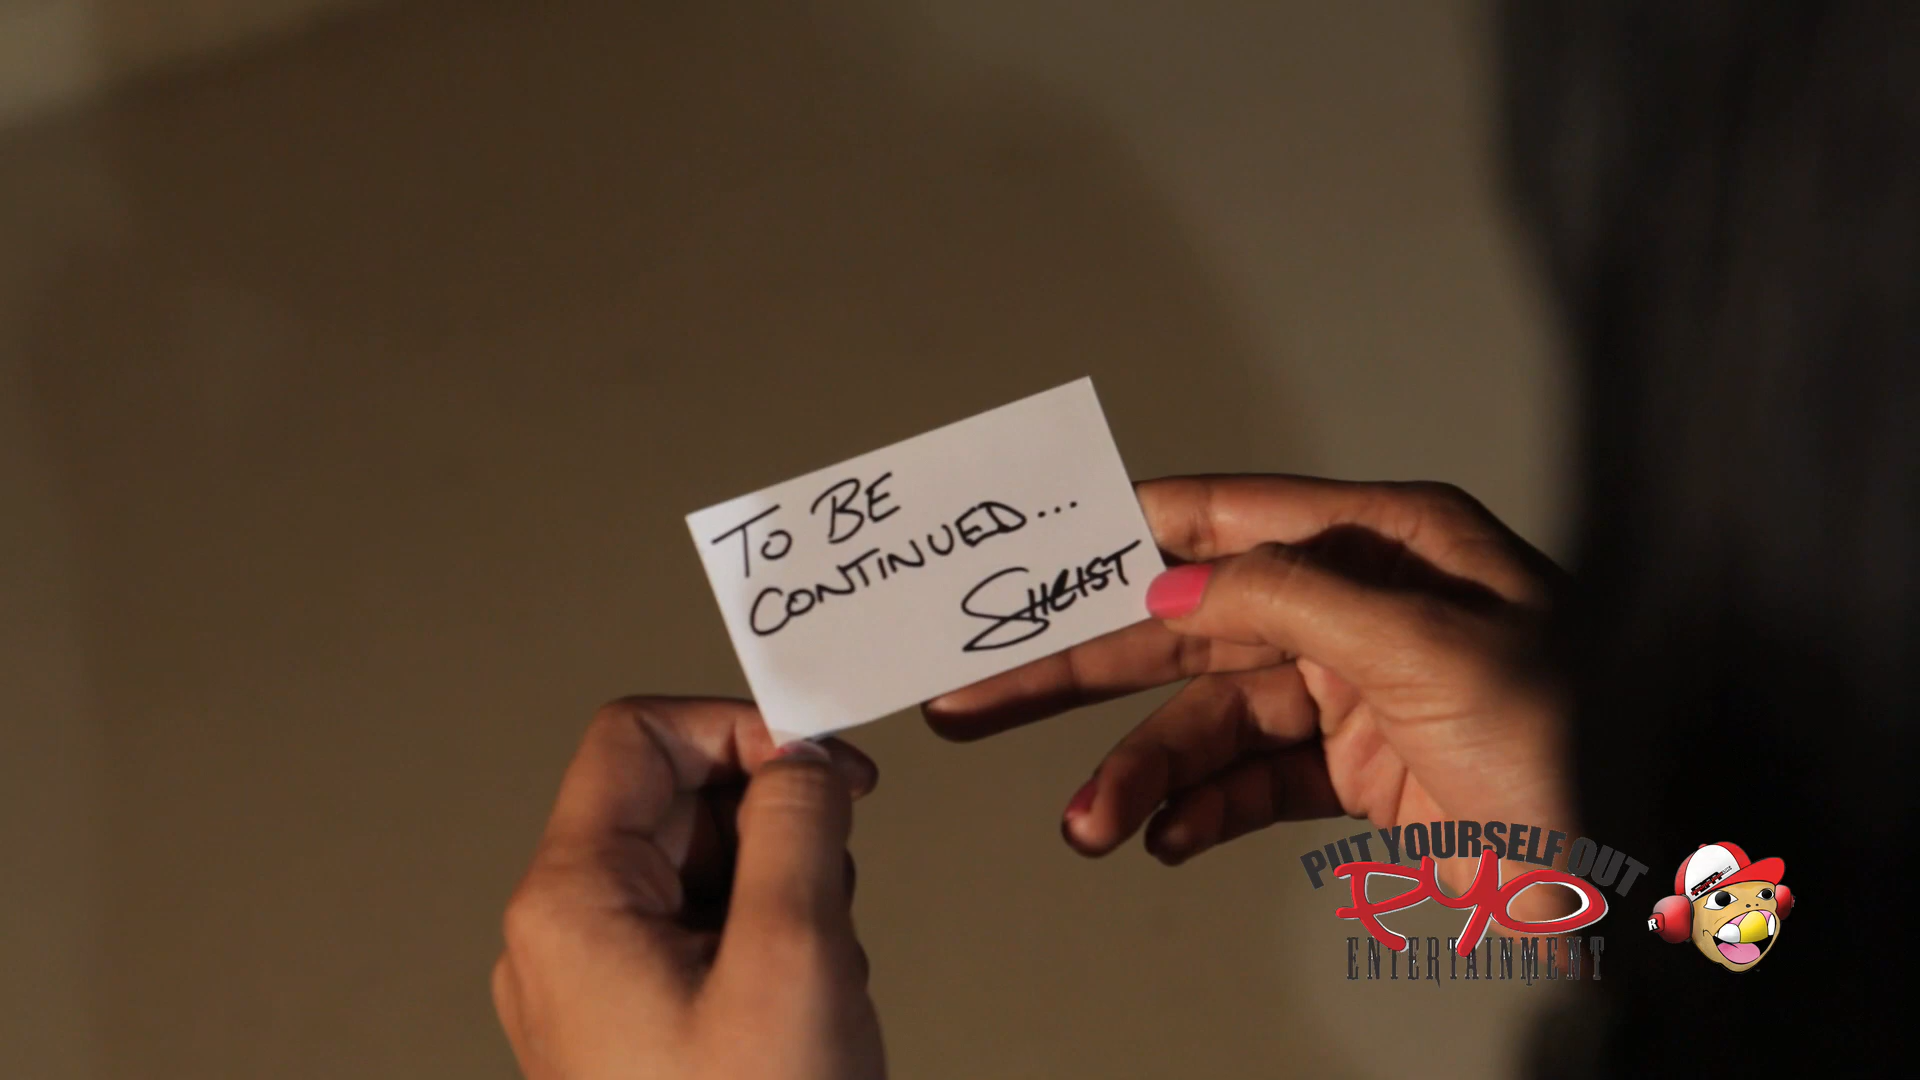 TO BE
CONTINUED...
SHEIST
PUT YOURSELF OUT
PYO
ENTERTAINMENT
R